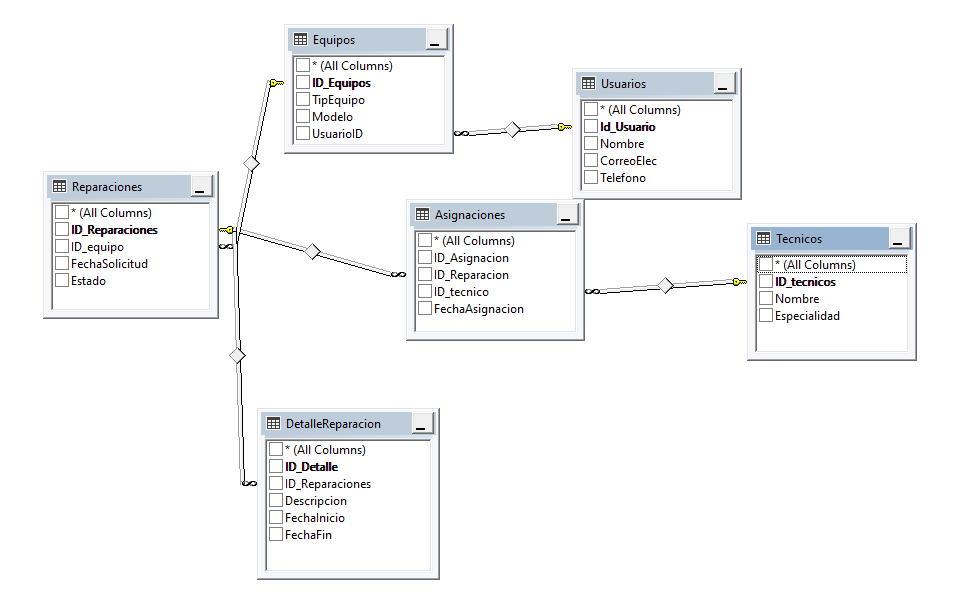 Equipos
* (All Columns)
ID_Equipos
TipEquipo
Modelo
UsuarioID
Usuarios
* (All Columns)
Id_Usuario
Nombre
CorreoElec
Telefono
Reparaciones
* (All Columns)
ID_Reparaciones
ID_equipo
FechaSolicitud
Estado
Asignaciones
* (All Columns)
ID_Asignacion
ID_Reparacion
ID_tecnico
FechaAsignacion
Tecnicos
* (All Columns)
ID_tecnicos
Nombre
Especialidad
DetalleReparacion
* (All Columns)
ID_Detalle
ID_Reparaciones
Descripcion
FechaInicio
FechaFin